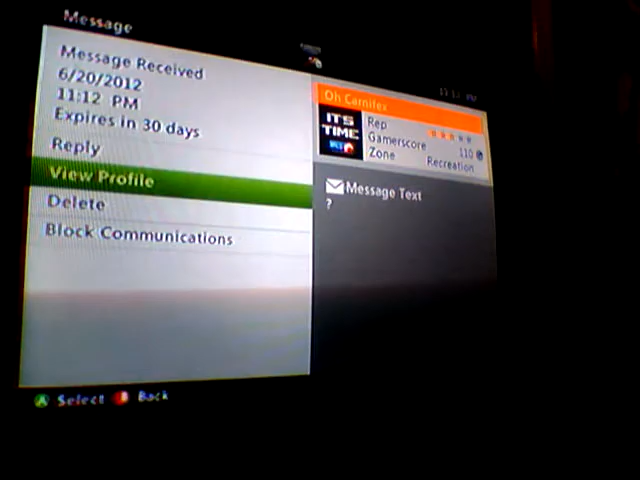 Message
Message Received
6/20/2012
11:12 PM
Expires in 30 days
Reply
View Profile
Delete
Block Communications
Oh Carnifex
IT'S
TIME
Rep
Gamerscore 110
Zone Recreation
Message Text
?
Select Back